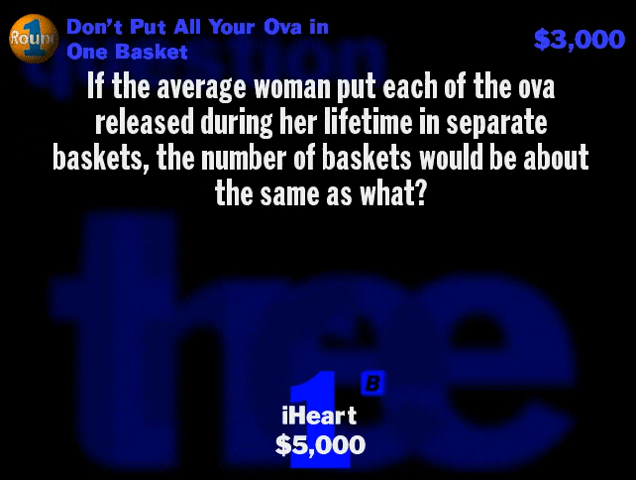 Round 1
Don't Put All Your Ova in
One Basket
$3,000
question
If the average woman put each of the ova
released during her lifetime in separate
baskets, the number of baskets would be about
the same as what?
three
1
B
iHeart
$5,000